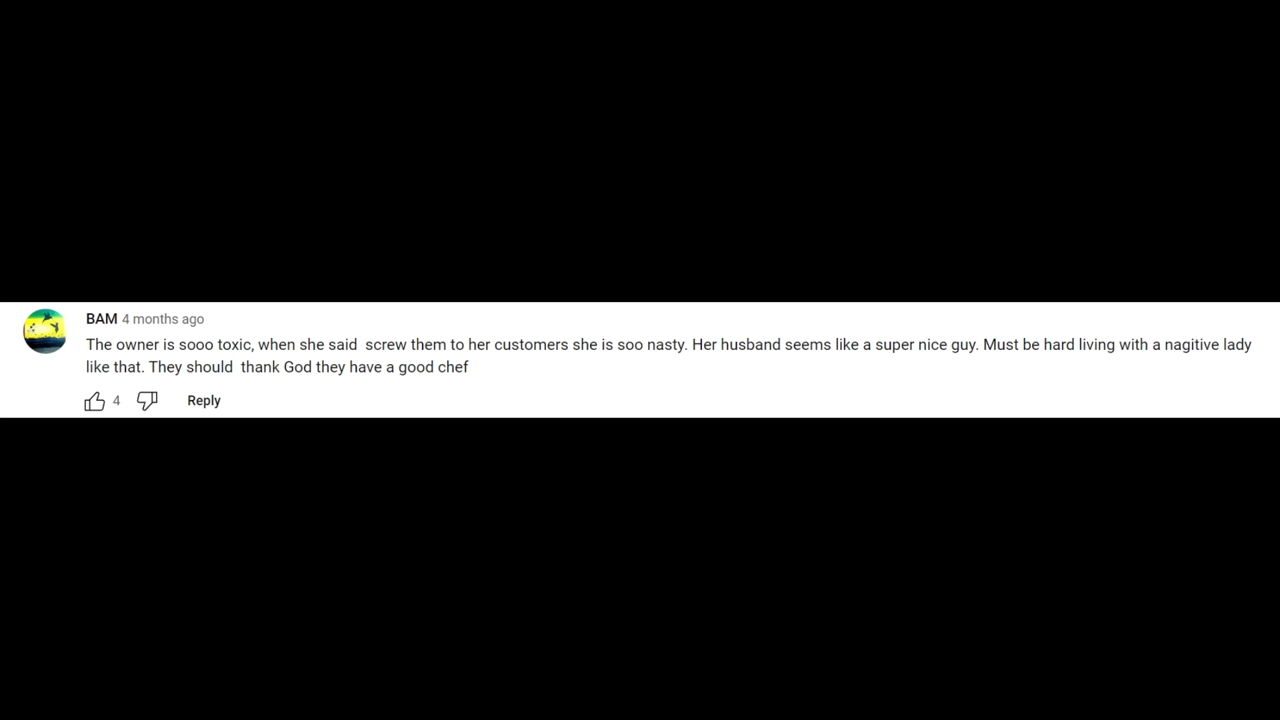 BAM 4 months ago
The owner is sooo toxic, when she said  screw them to her customers she is soo nasty. Her husband seems like a super nice guy. Must be hard living with a nagitive lady
like that. They should  thank God they have a good chef
4 Reply